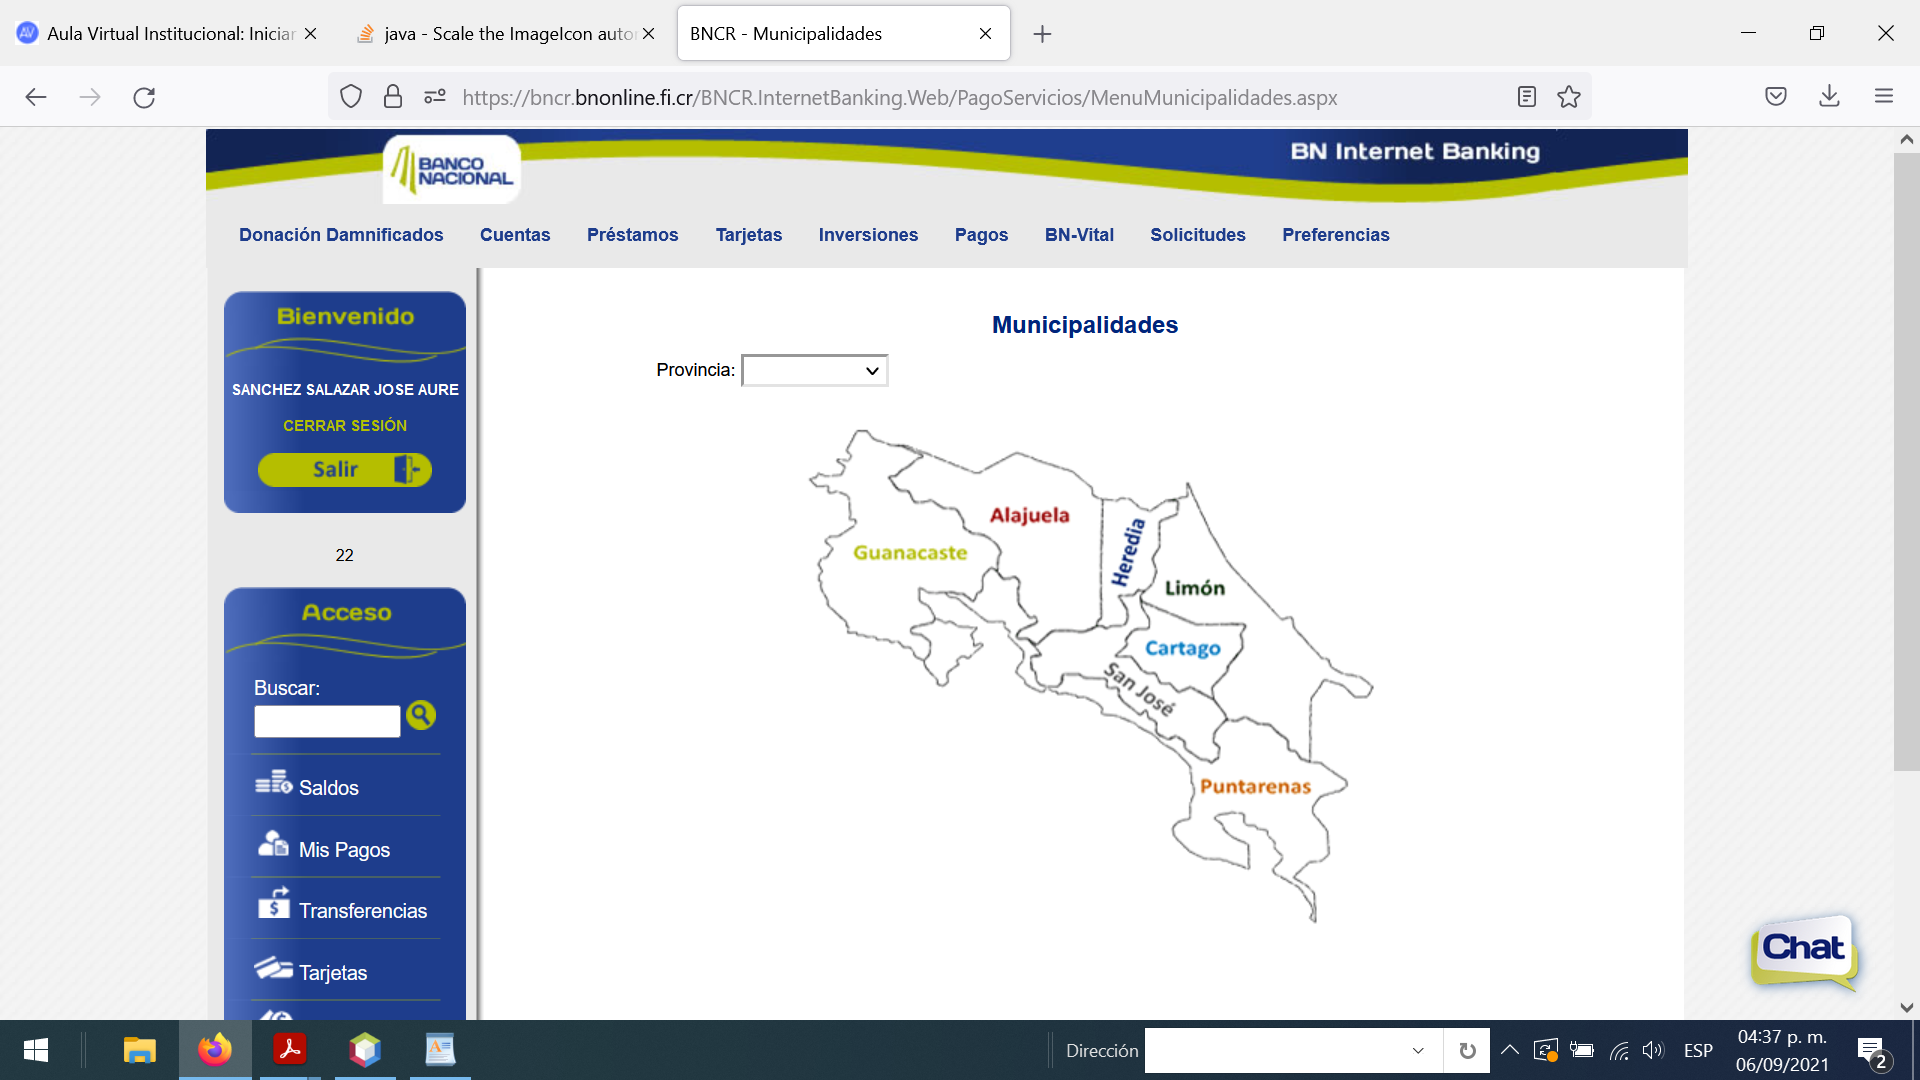 Aula Virtual Institucional: Iniciar
java - Scale the ImageIcon auto
BNCR - Municipalidades
https://bncr.bnonline.fi.cr/BNCR.InternetBanking.Web/PagoServicios/MenuMunicipalidades.aspx
BANCO
NACIONAL
BN Internet Banking
Donación Damnificados Cuentas Préstamos Tarjetas Inversiones Pagos BN-Vital Solicitudes Preferencias
Bienvenido
SANCHEZ SALAZAR JOSE AURE
CERRAR SESIÓN
Salir
22
Acceso
Buscar:
Saldos
Mis Pagos
Transferencias
Tarjetas
Municipalidades
Provincia:
Alajuela
Guanacaste
Heredia
Limón
Cartago
San José
Puntarenas
Chat
Dirección
ESP
04:37 p. m.
06/09/2021
2